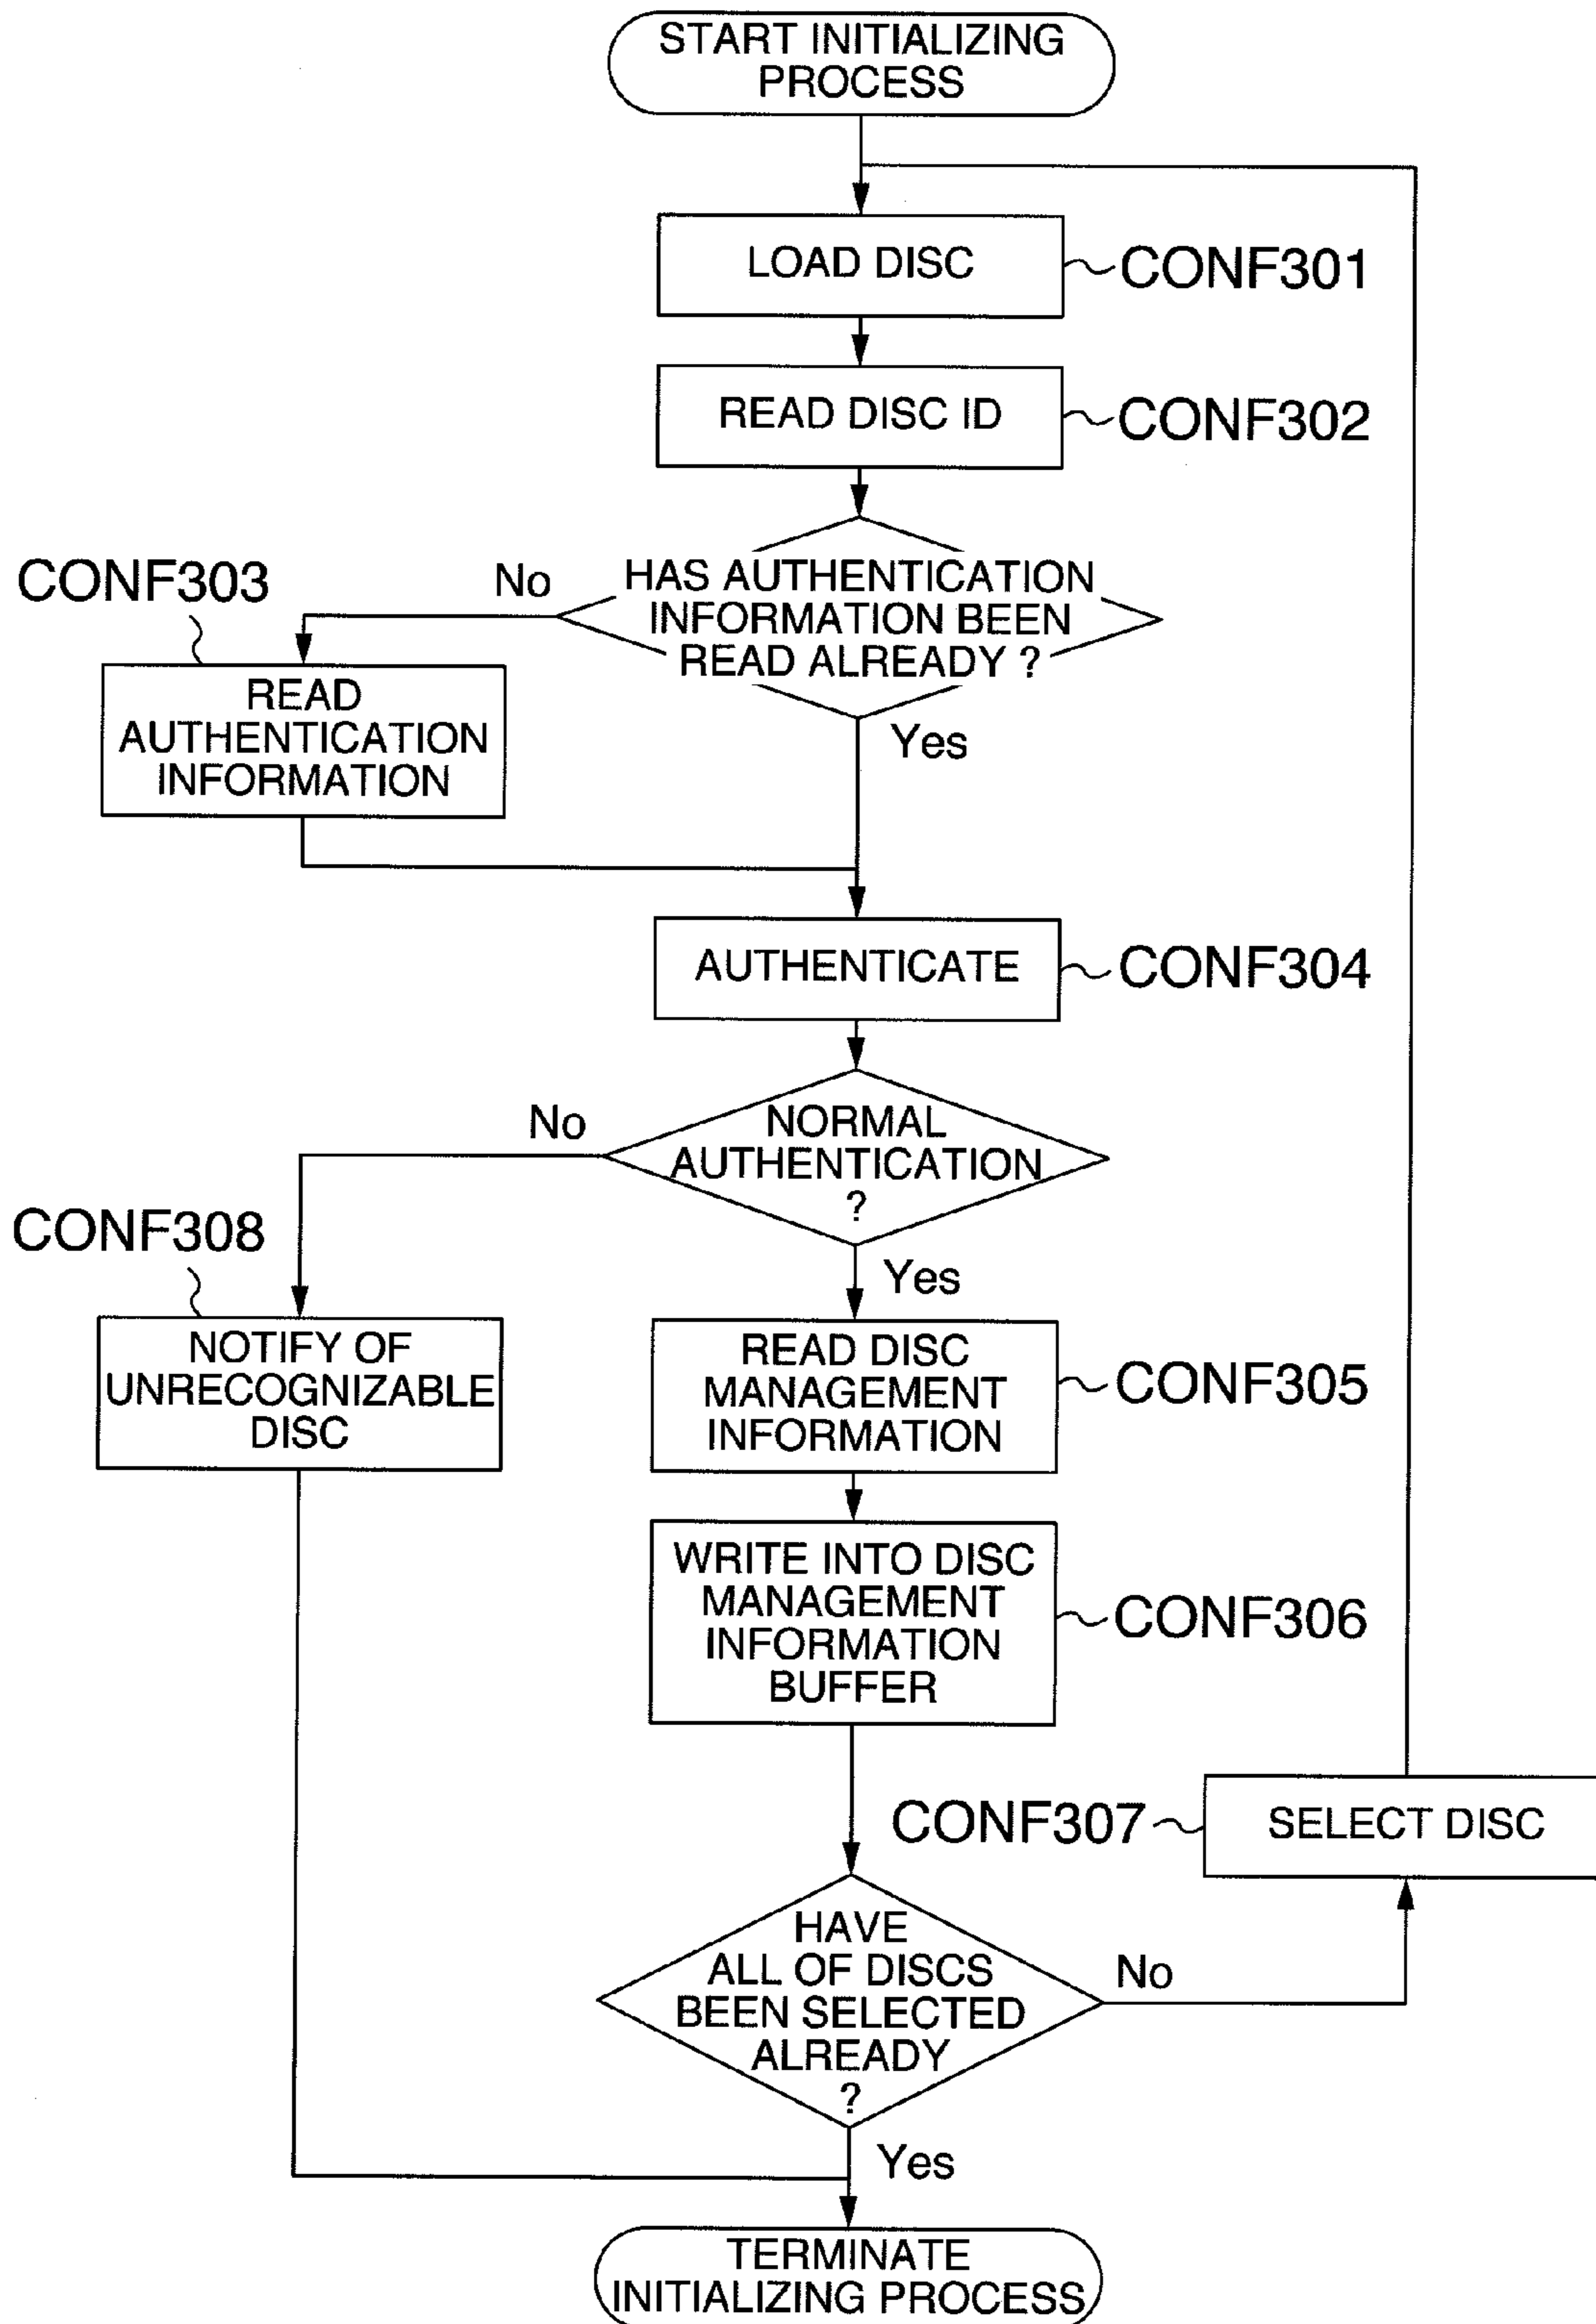 START INITIALIZING
PROCESS
LOAD DISC
CONF301
READ DISC ID
CONF302
HAS AUTHENTICATION
INFORMATION BEEN
READ ALREADY ?
No
Yes
CONF303
READ
AUTHENTICATION
INFORMATION
AUTHENTICATE
CONF304
NORMAL
AUTHENTICATION
?
No
Yes
CONF308
NOTIFY OF
UNRECOGNIZABLE
DISC
READ DISC
MANAGEMENT
INFORMATION
CONF305
WRITE INTO DISC
MANAGEMENT
INFORMATION
BUFFER
CONF306
CONF307
SELECT DISC
HAVE
ALL OF DISCS
BEEN SELECTED
ALREADY
?
No
Yes
TERMINATE
INITIALIZING PROCESS